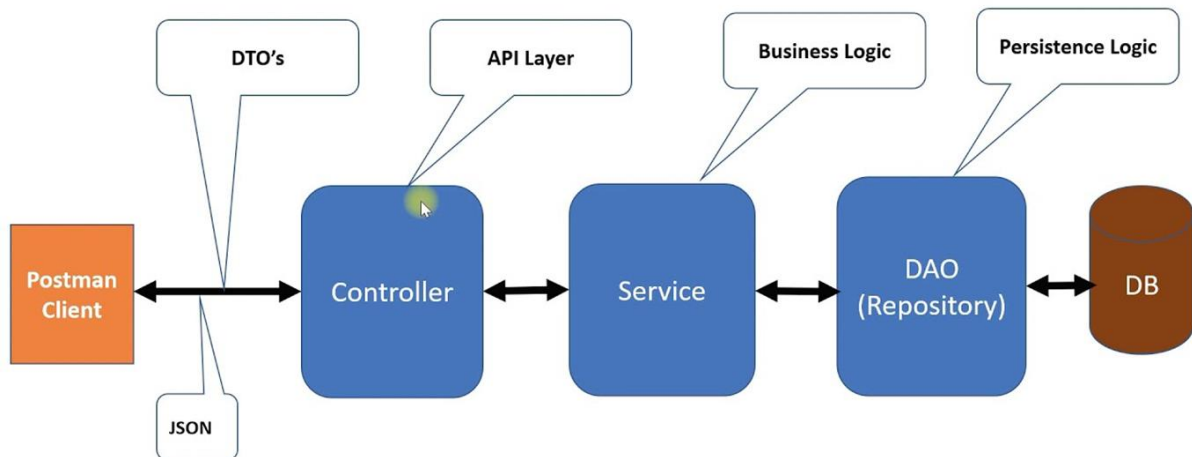 DTO's
API Layer
Business Logic
Persistence Logic
Postman
Client
Controller
Service
DAO
(Repository)
DB
JSON